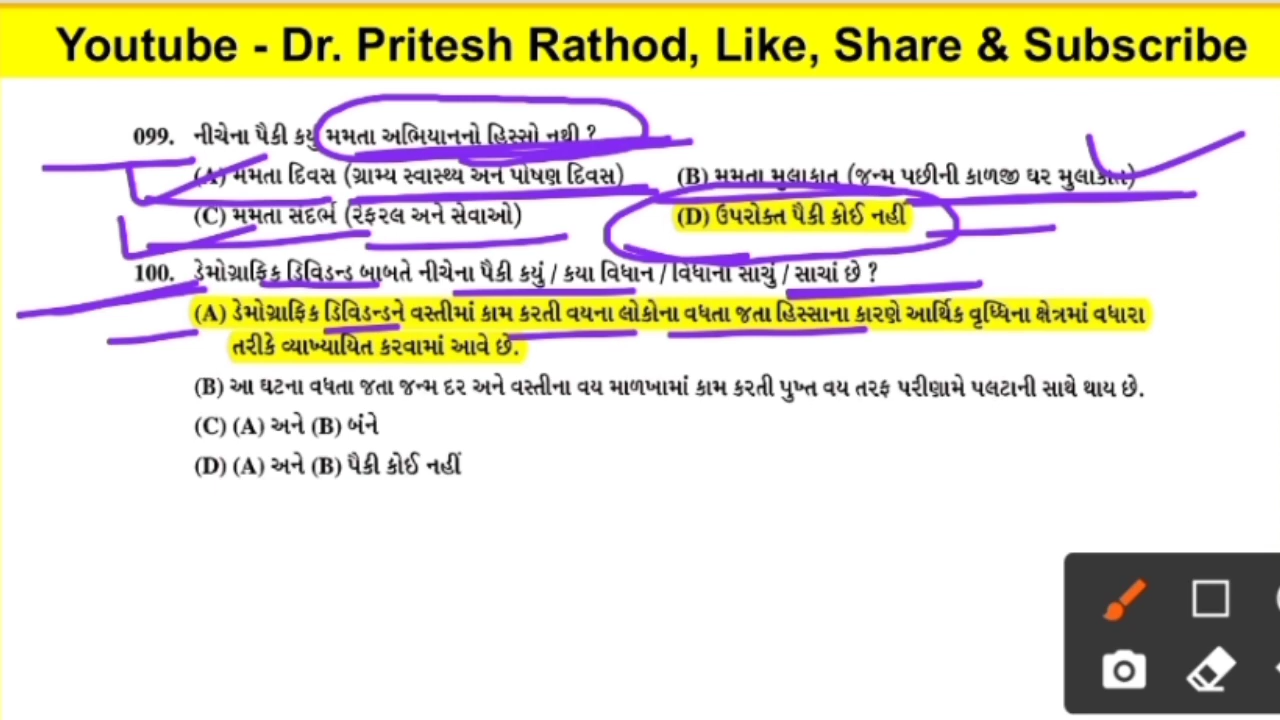 Youtube - Dr. Pritesh Rathod, Like, Share & Subscribe
099. નીચેના પૈકી કયુ મમતા અભિયાનનો હિસ્સો નથી ?
(A) મમતા દિવસ (ગ્રામ્ય સ્વાસ્થ્ય અને પોષણ દિવસ) (B) મમતા મુલાકાત (જન્મ પછીની કાળજી ઘર મુલાકાત)
(C) મમતા સંદર્ભ (રેફરલ અને સેવાઓ) (D) ઉપરોક્ત પૈકી કોઈ નહીં
100. ડેમોગ્રાફિક ડિવિડન્ડ બાબતે નીચેના પૈકી કયું / કયા વિધાન / વિધાનો સાચું / સાચાં છે ?
(A) ડેમોગ્રાફિક ડિવિડન્ડને વસ્તીમાં કામ કરતી વયના લોકોના વધતા જતા હિસ્સાના કારણે આર્થિક વૃધ્ધિના ક્ષેત્રમાં વધારા
તરીકે વ્યાખ્યાયિત કરવામાં આવે છે.
(B) આ ઘટના વધતા જતા જન્મ દર અને વસ્તીના વય માળખામાં કામ કરતી પુખ્ત વય તરફ પરીણામે પલટાની સાથે થાય છે.
(C) (A) અને (B) બંને
(D) (A) અને (B) પૈકી કોઈ નહીં